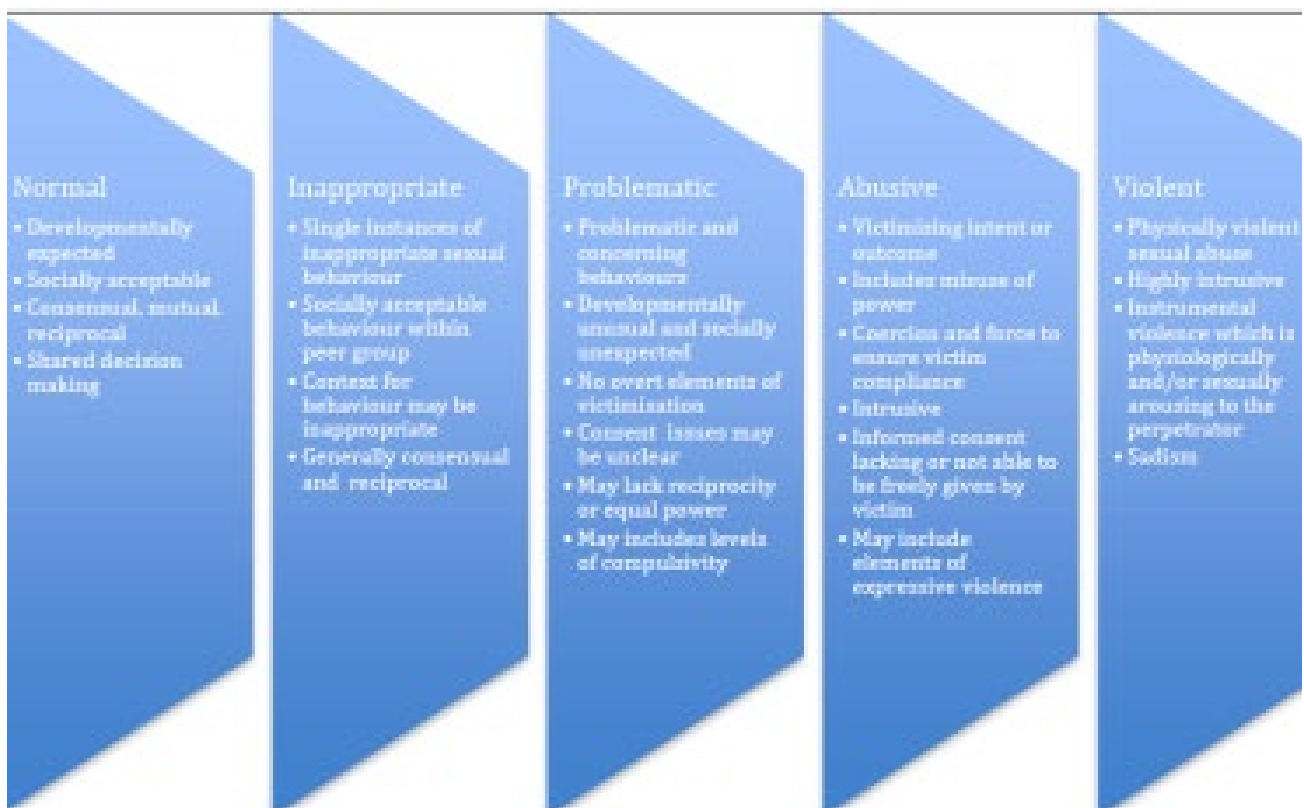 Normal
• Developmentally
expected
• Socially acceptable
• Consensual, mutual,
reciprocal
• Shared decision
making
Inappropriate
• Single instances of
inappropriate sexual
behaviour
• Socially acceptable
behaviour within
peer group
• Context for
behaviour may be
inappropriate
• Generally consensual
and reciprocal
Problematic
• Problematic and
concerning
behaviours
• Developmentally
unusual and socially
unexpected
• No overt elements of
victimisation
• Consent issues may
be unclear
• May lack reciprocity
or equal power
• May includes levels
of compulsivity
Abusive
• Victimising intent or
outcome
• Includes misuse of
power
• Coercion and force to
ensure victim
compliance
• Intrusive
• Informed consent
lacking or not able to
be freely given by
victim
• May include
elements of
expressive violence
Violent
• Physically violent
sexual abuse
• Highly intrusive
• Instrumental
violence which is
physiologically
and/or sexually
arousing to the
perpetrator
• Sadism